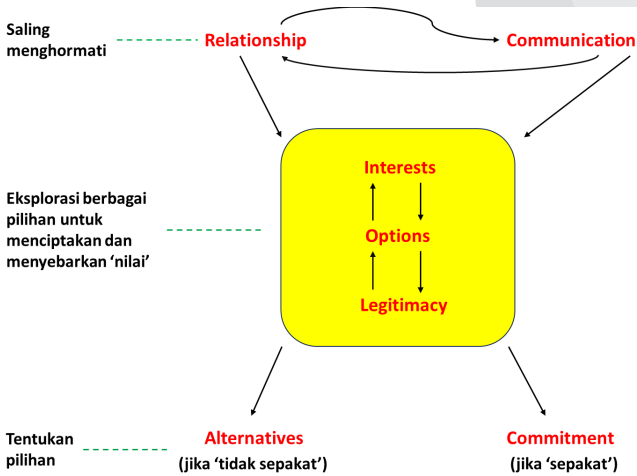 Saling
menghormati
Relationship
Communication
Interests
Eksplorasi berbagai
pilihan untuk
menciptakan dan
menyebarkan ‘nilai’
Options
Legitimacy
Tentukan
pilihan
Alternatives
(jika ‘tidak sepakat’)
Commitment
(jika ‘sepakat’)